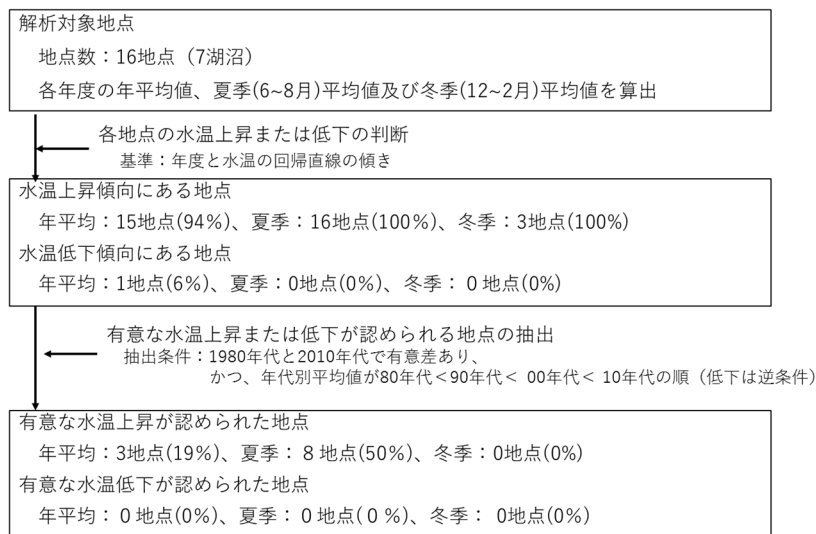 解析対象地点
地点数：16地点（7湖沼）
各年度の年平均値、夏季(6~8月)平均値及び冬季(12~2月)平均値を算出
各地点の水温上昇または低下の判断
基準：年度と水温の回帰直線の傾き
水温上昇傾向にある地点
年平均：15地点(94%)、夏季：16地点(100%)、冬季：3地点(100%)
水温低下傾向にある地点
年平均：1地点(6%)、夏季：0地点(0%)、冬季：０地点(0%)
有意な水温上昇または低下が認められる地点の抽出
抽出条件：1980年代と2010年代で有意差あり、
かつ、年代別平均値が80年代＜90年代＜ 00年代＜ 10年代の順（低下は逆条件）
有意な水温上昇が認められた地点
年平均：3地点(19%)、夏季：８地点(50%)、冬季：0地点(0%)
有意な水温低下が認められた地点
年平均：０地点(0%)、夏季：０地点(０%)、冬季： 0地点(0%)